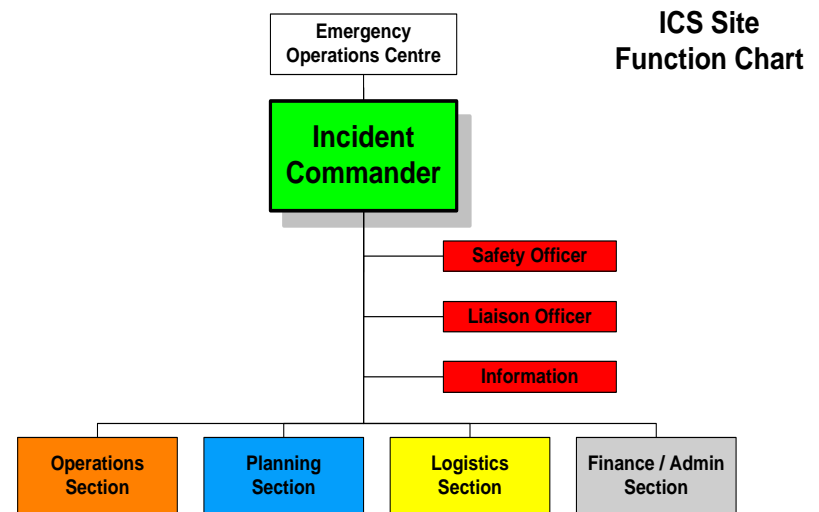 ICS Site
Function Chart
Emergency
Operations Centre
Incident
Commander
Safety Officer
Liaison Officer
Information
Operations
Section
Planning
Section
Logistics
Section
Finance / Admin
Section